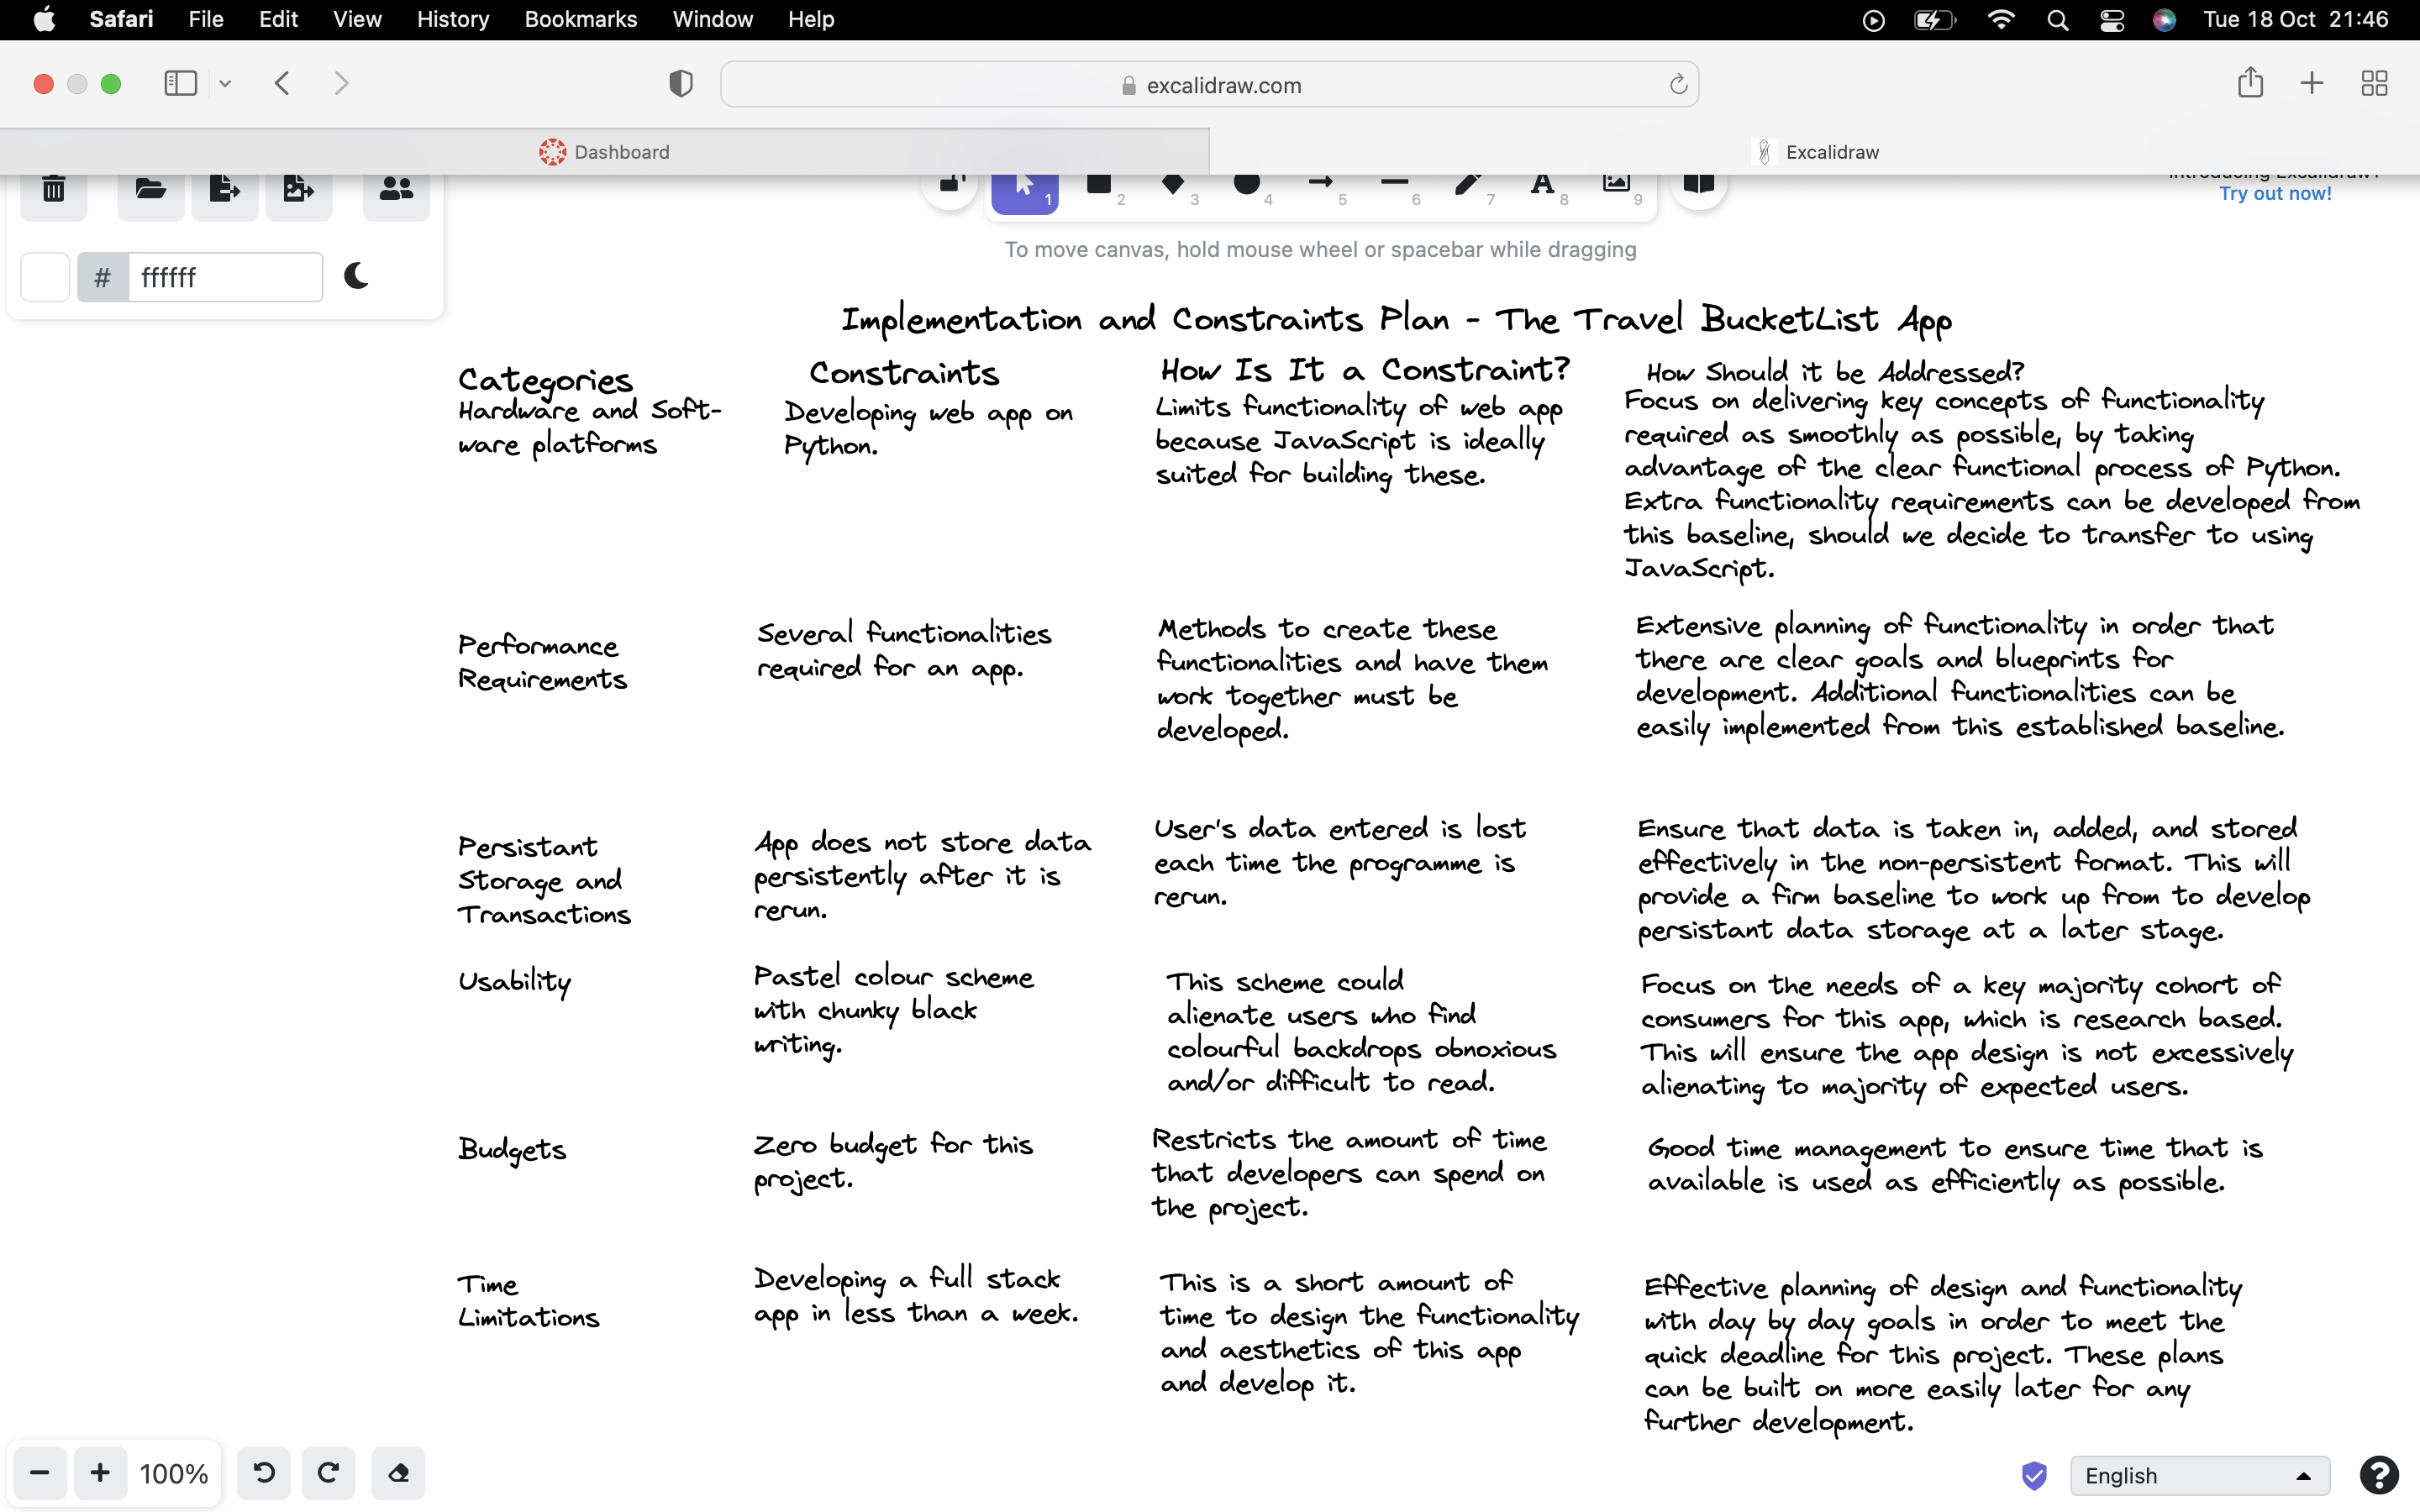 Safari File Edit View History Bookmarks Window Help Tue 18 Oct 21:46
excalidraw.com
Dashboard
Excalidraw
1 2 3 4 5 6 7 8 9
Introducing Excalidraw+
Try out now!
To move canvas, hold mouse wheel or spacebar while dragging
# ffffff
Implementation and Constraints Plan - The Travel BucketList App
Categories
Hardware and Soft-
ware platforms
Constraints
Developing web app on
Python.
How Is It a Constraint?
Limits functionality of web app
because JavaScript is ideally
suited for building these.
How Should it be Addressed?
Focus on delivering key concepts of functionality
required as smoothly as possible, by taking
advantage of the clear functional process of Python.
Extra functionality requirements can be developed from
this baseline, should we decide to transfer to using
JavaScript.
Performance
Requirements
Several functionalities
required for an app.
Methods to create these
functionalities and have them
work together must be
developed.
Extensive planning of functionality in order that
there are clear goals and blueprints for
development. Additional functionalities can be
easily implemented from this established baseline.
Persistant
Storage and
Transactions
App does not store data
persistently after it is
rerun.
User's data entered is lost
each time the programme is
rerun.
Ensure that data is taken in, added, and stored
effectively in the non-persistent format. This will
provide a firm baseline to work up from to develop
persistant data storage at a later stage.
Usability
Pastel colour scheme
with chunky black
writing.
This scheme could
alienate users who find
colourful backdrops obnoxious
and/or difficult to read.
Focus on the needs of a key majority cohort of
consumers for this app, which is research based.
This will ensure the app design is not excessively
alienating to majority of expected users.
Budgets
Zero budget for this
project.
Restricts the amount of time
that developers can spend on
the project.
Good time management to ensure time that is
available is used as efficiently as possible.
Time
Limitations
Developing a full stack
app in less than a week.
This is a short amount of
time to design the functionality
and aesthetics of this app
and develop it.
Effective planning of design and functionality
with day by day goals in order to meet the
quick deadline for this project. These plans
can be built on more easily later for any
further development.
100%
English